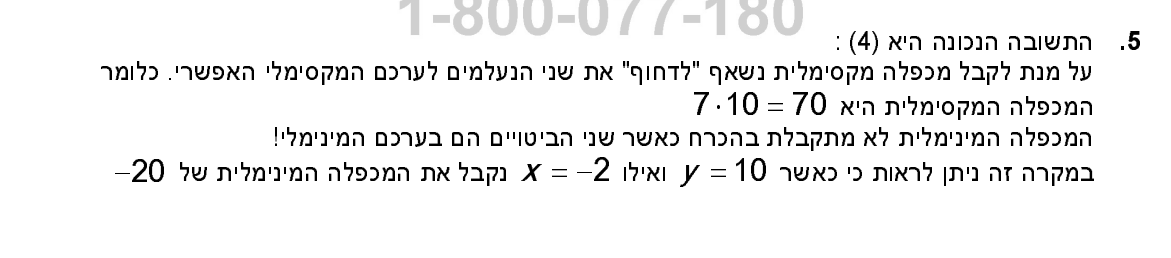 1-800-077-180
5. התשובה הנכונה היא (4) :
על מנת לקבל מכפלה מקסימלית נשאף "לדחוף" את שני הנעלמים לערכם המקסימלי האפשרי. כלומר
המכפלה המקסימלית היא 7·10 = 70
המכפלה המינימלית לא מתקבלת בהכרח כאשר שני הביטויים הם בערכם המינימלי!
במקרה זה ניתן לראות כי כאשר y = 10 ואילו x = −2 נקבל את המכפלה המינימלית של −20